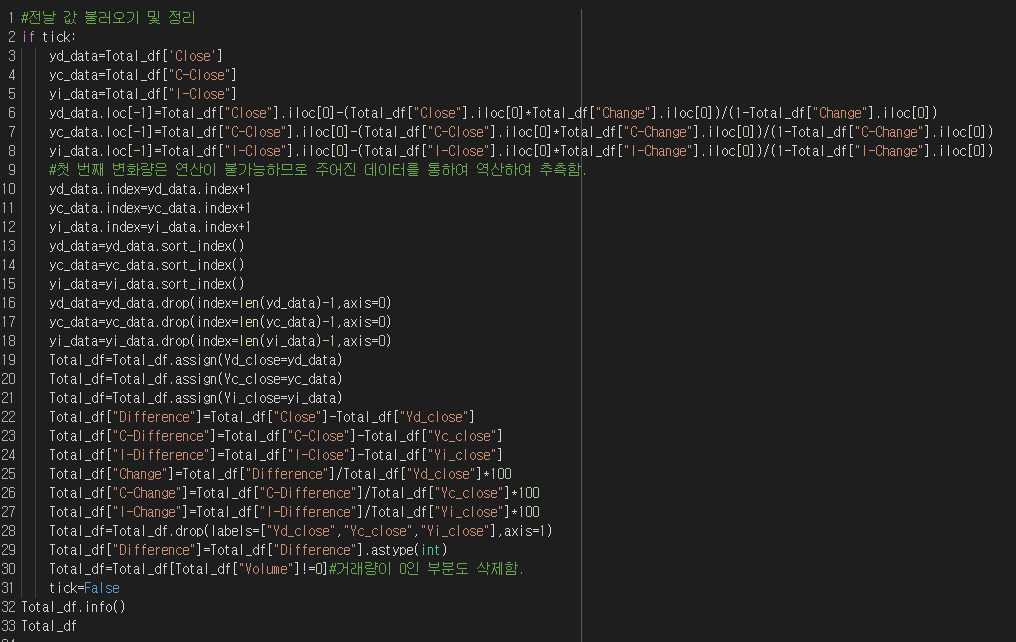 1 #전날 값 불러오기 및 정리
2 if tick:
3 yd_data=Total_df['Close']
4 yc_data=Total_df["C-Close"]
5 yi_data=Total_df["I-Close"]
6 yd_data.loc[-1]=Total_df["Close"].iloc[0]-(Total_df["Close"].iloc[0]*Total_df["Change"].iloc[0])/(1-Total_df["Change"].iloc[0])
7 yc_data.loc[-1]=Total_df["C-Close"].iloc[0]-(Total_df["C-Close"].iloc[0]*Total_df["C-Change"].iloc[0])/(1-Total_df["C-Change"].iloc[0])
8 yi_data.loc[-1]=Total_df["I-Close"].iloc[0]-(Total_df["I-Close"].iloc[0]*Total_df["I-Change"].iloc[0])/(1-Total_df["I-Change"].iloc[0])
9 #첫 번째 변화량은 연산이 불가능하므로 주어진 데이터를 통하여 역산하여 추측함.
10 yd_data.index=yd_data.index+1
11 yc_data.index=yc_data.index+1
12 yi_data.index=yi_data.index+1
13 yd_data=yd_data.sort_index()
14 yc_data=yc_data.sort_index()
15 yi_data=yi_data.sort_index()
16 yd_data=yd_data.drop(index=len(yd_data)-1,axis=0)
17 yc_data=yc_data.drop(index=len(yc_data)-1,axis=0)
18 yi_data=yi_data.drop(index=len(yi_data)-1,axis=0)
19 Total_df=Total_df.assign(Yd_close=yd_data)
20 Total_df=Total_df.assign(Yc_close=yc_data)
21 Total_df=Total_df.assign(Yi_close=yi_data)
22 Total_df["Difference"]=Total_df["Close"]-Total_df["Yd_close"]
23 Total_df["C-Difference"]=Total_df["C-Close"]-Total_df["Yc_close"]
24 Total_df["I-Difference"]=Total_df["I-Close"]-Total_df["Yi_close"]
25 Total_df["Change"]=Total_df["Difference"]/Total_df["Yd_close"]*100
26 Total_df["C-Change"]=Total_df["C-Difference"]/Total_df["Yc_close"]*100
27 Total_df["I-Change"]=Total_df["I-Difference"]/Total_df["Yi_close"]*100
28 Total_df=Total_df.drop(labels=["Yd_close","Yc_close","Yi_close"],axis=1)
29 Total_df["Difference"]=Total_df["Difference"].astype(int)
30 Total_df=Total_df[Total_df["Volume"]!=0]#거래량이 0인 부분도 삭제함.
31 tick=False
32 Total_df.info()
33 Total_df